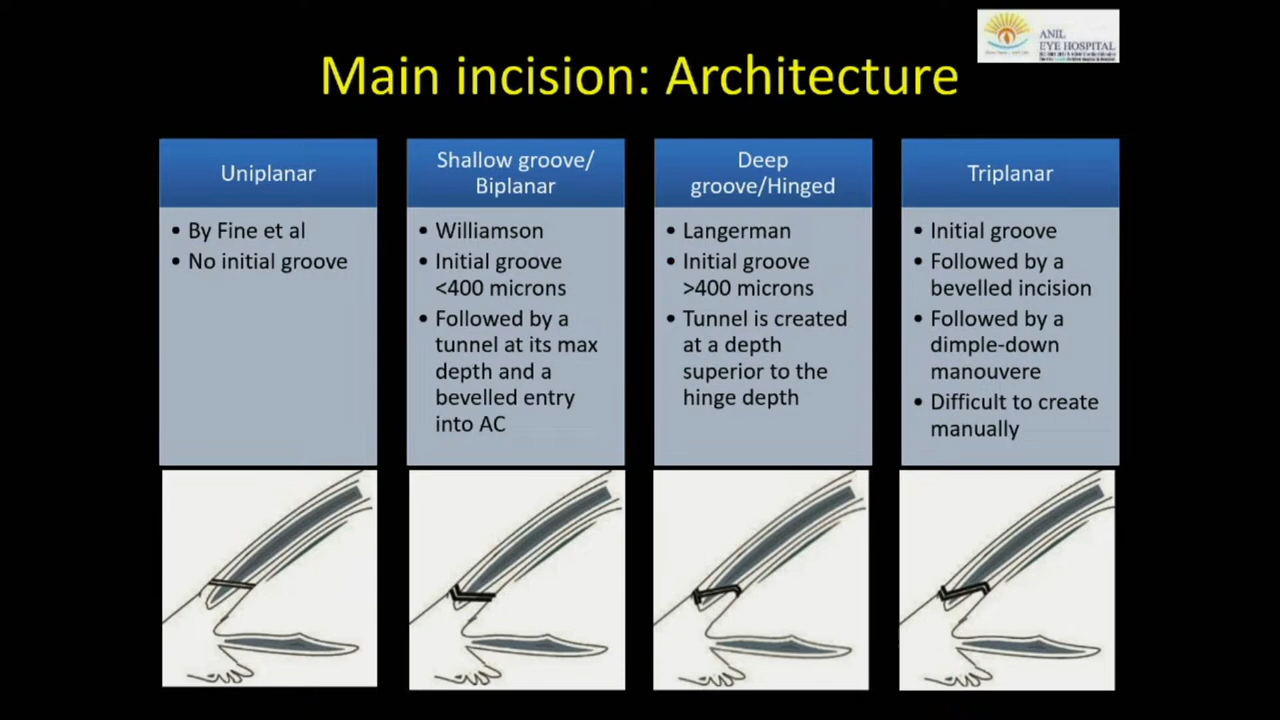 ANIL
EYE HOSPITAL
Main incision: Architecture
Uniplanar
• By Fine et al
• No initial groove
Shallow groove/
Biplanar
• Williamson
• Initial groove
<400 microns
• Followed by a
tunnel at its max
depth and a
bevelled entry
into AC
Deep
groove/Hinged
• Langerman
• Initial groove
>400 microns
• Tunnel is created
at a depth
superior to the
hinge depth
Triplanar
• Initial groove
• Followed by a
bevelled incision
• Followed by a
dimple-down
manouvere
• Difficult to create
manually